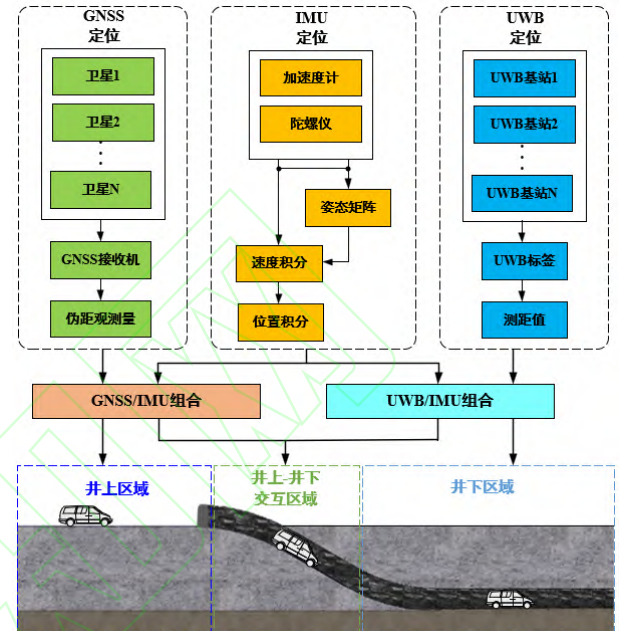 GNSS
定位
卫星1
卫星2
卫星N
GNSS接收机
伪距观测量
IMU
定位
加速度计
陀螺仪
姿态矩阵
速度积分
位置积分
UWB
定位
UWB基站1
UWB基站2
UWB基站N
UWB标签
测距值
GNSS/IMU组合
UWB/IMU组合
井上区域
井上-井下
交互区域
井下区域